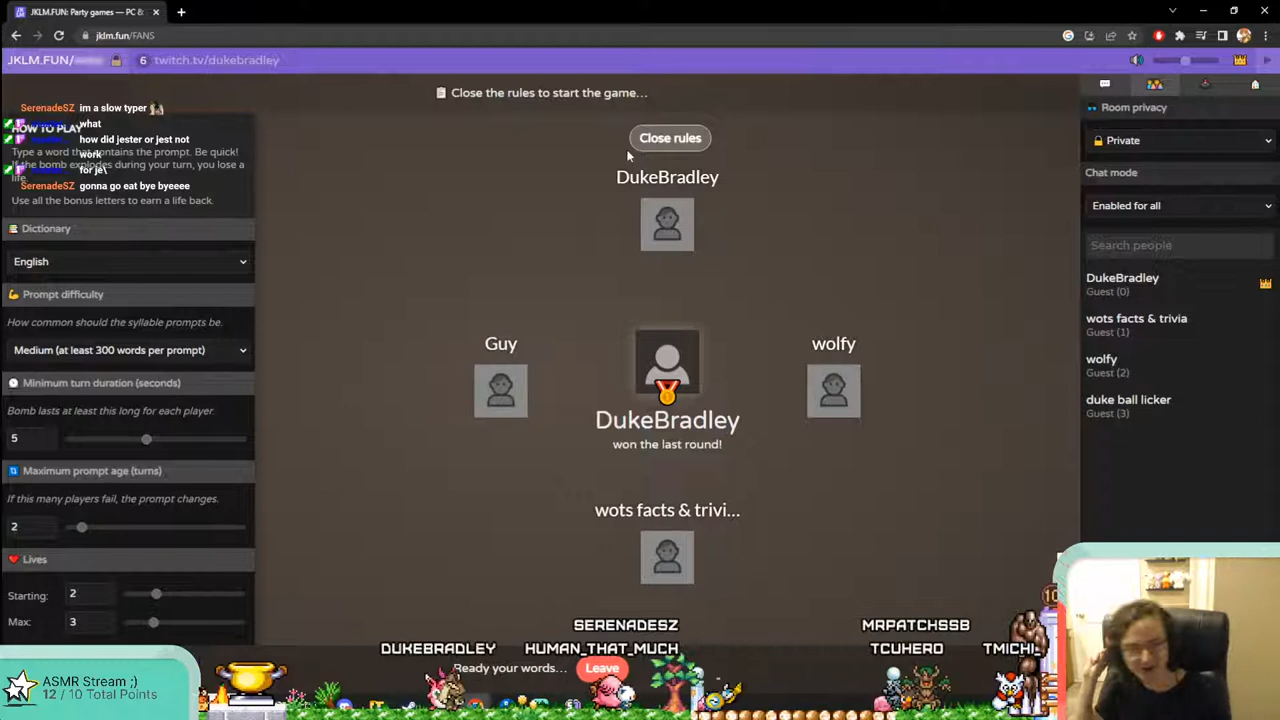 JKLM.FUN: Party games — PC &
jklm.fun/FANS
JKLM.FUN/
6 twitch.tv/dukebradley
Close the rules to start the game...
Close rules
SerenadeSZ im a slow typer
what
HOW TO PLAY
how did jester or jest not
work
Type a word that contains the prompt. Be quick!
If the bomb explodes during your turn, you lose a
life.
for je\
SerenadeSZ gonna go eat bye byeeee
Use all the bonus letters to earn a life back.
Dictionary
English
Prompt difficulty
How common should the syllable prompts be.
Medium (at least 300 words per prompt)
Minimum turn duration (seconds)
Bomb lasts at least this long for each player.
5
Maximum prompt age (turns)
If this many players fail, the prompt changes.
2
Lives
Starting: 2
Max: 3
DukeBradley
Guy
wolfy
DukeBradley
won the last round!
wots facts & trivi...
Ready your words...
Leave
Room privacy
Private
Chat mode
Enabled for all
Search people
DukeBradley
Guest (0)
wots facts & trivia
Guest (1)
wolfy
Guest (2)
duke ball licker
Guest (3)
SERENADESZ
MRPATCHSSB
DUKEBRADLEY
HUMAN_THAT_MUCH
TCUHERO
TMICHI_
ASMR Stream ;)
12 / 10 Total Points